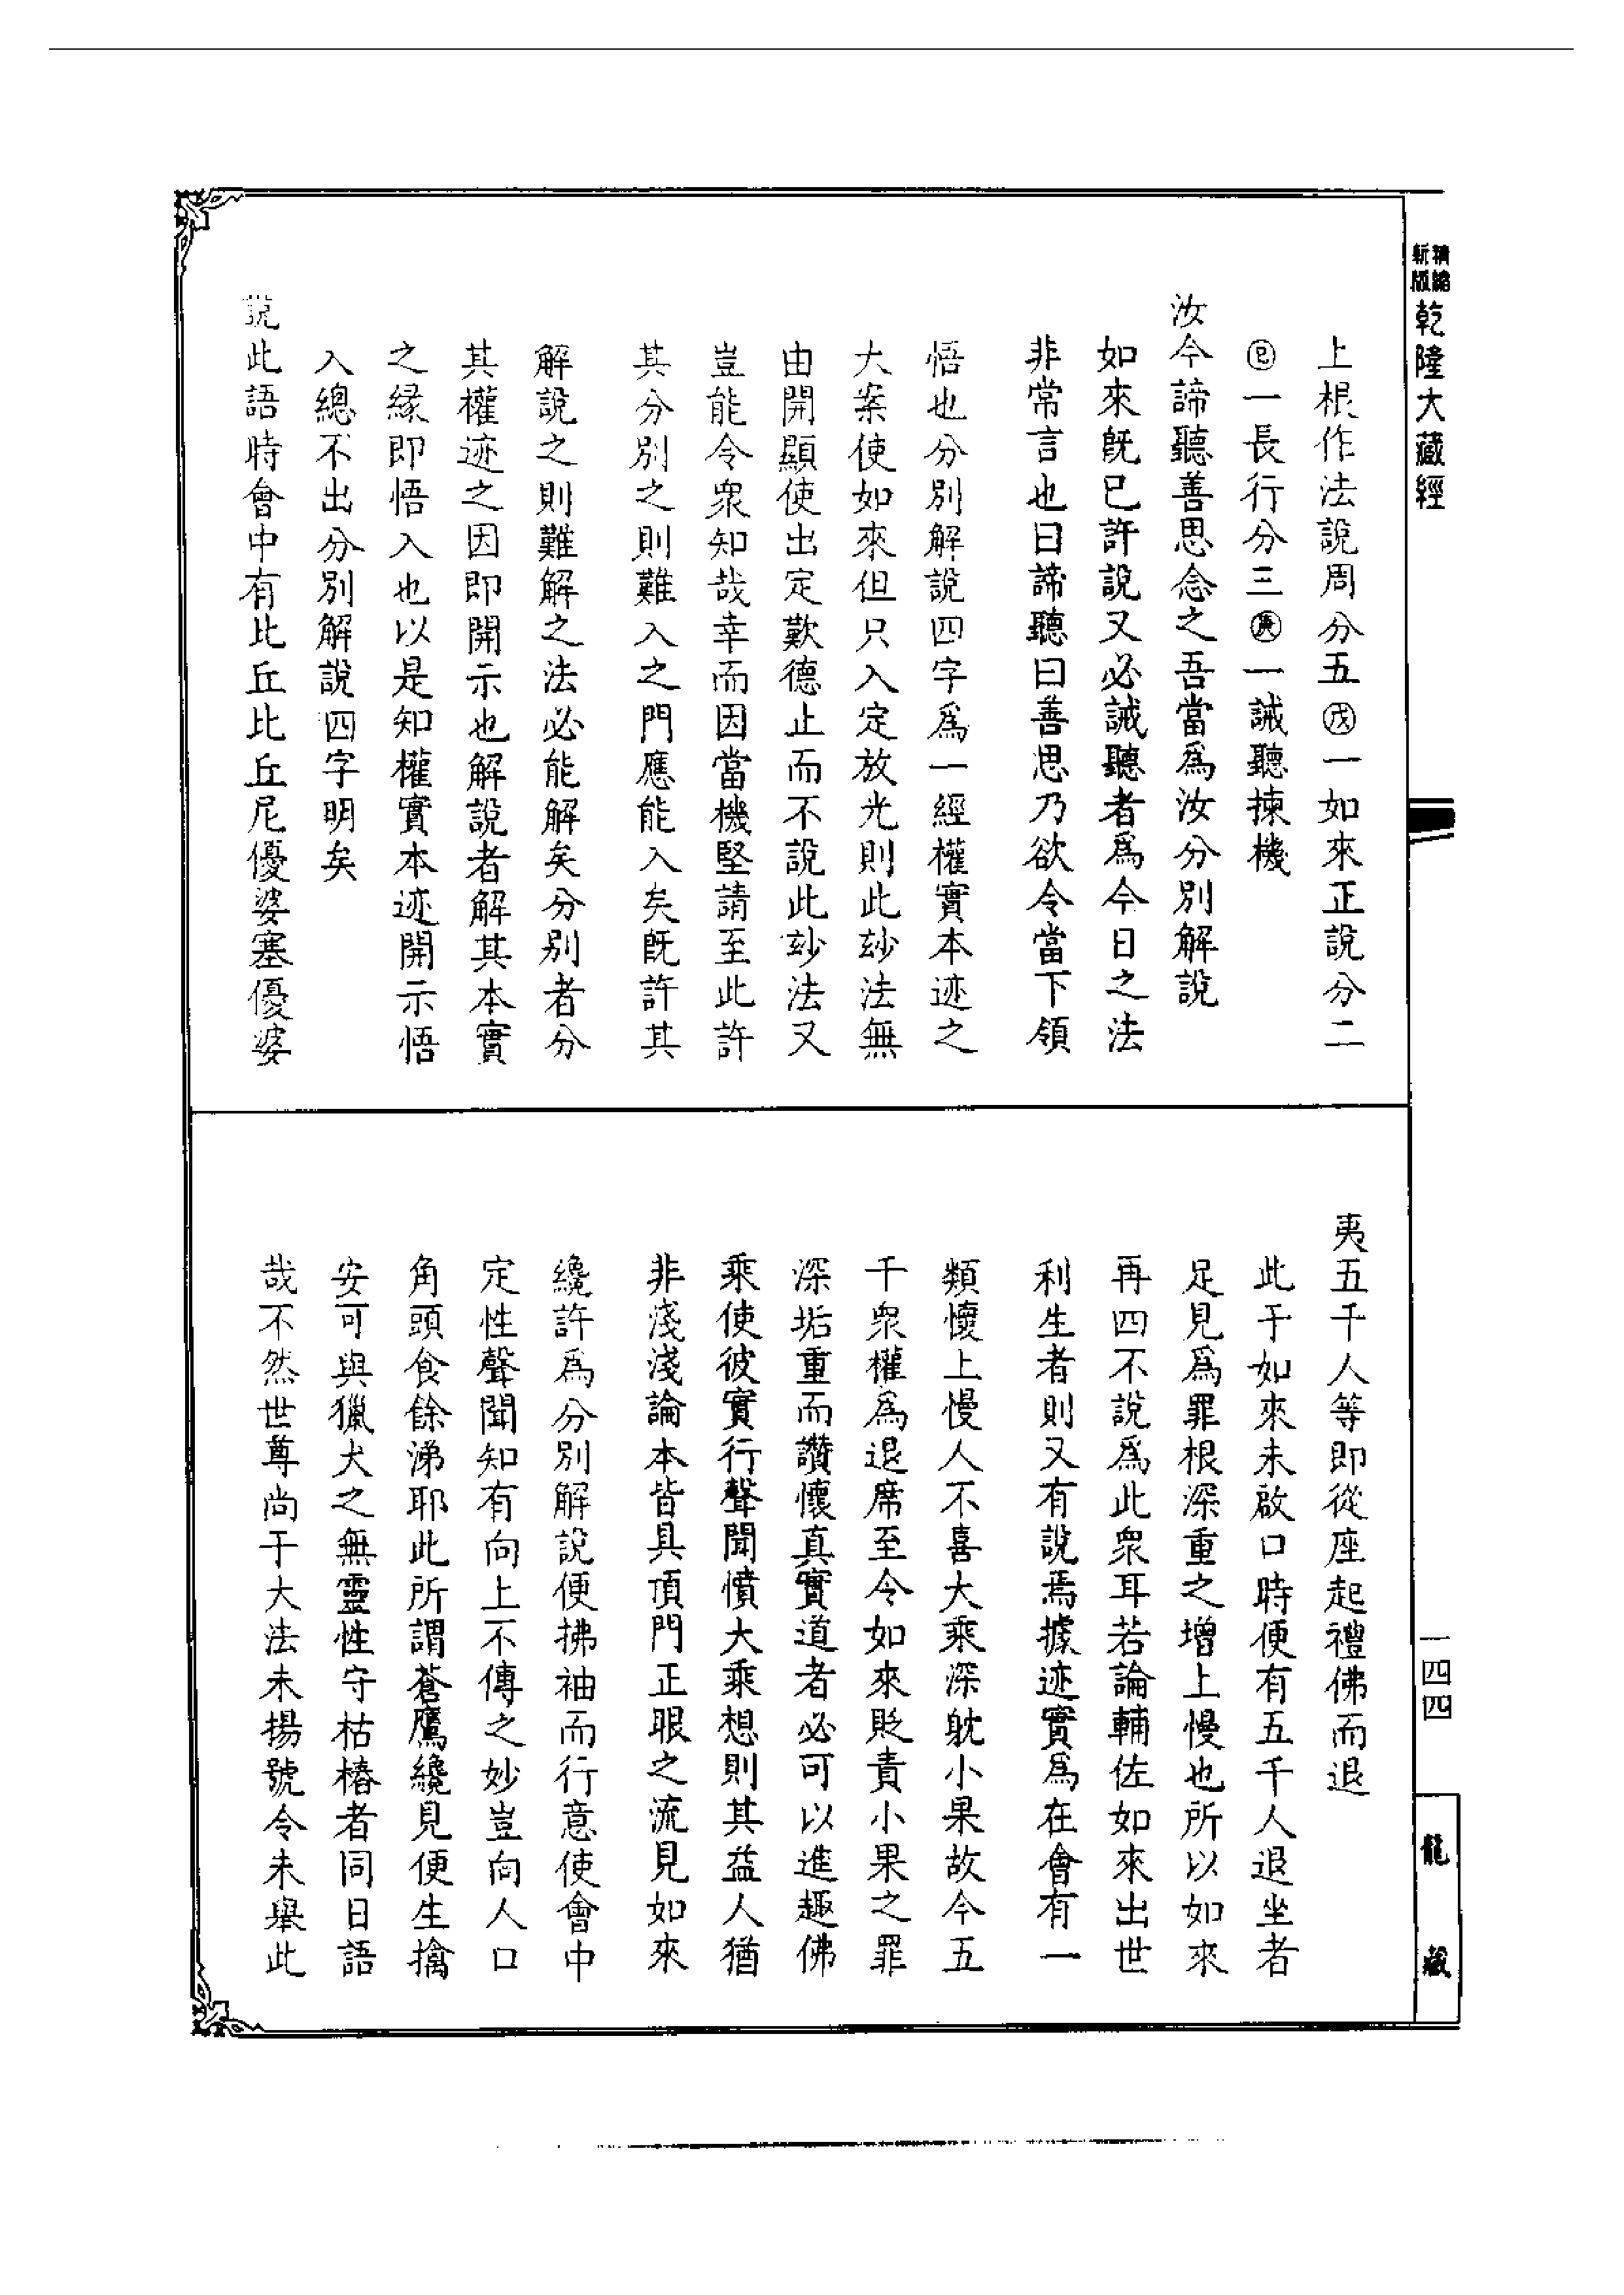 精縮新版乾隆大藏經
上根作法說周分五㊅一如來正說分二
一長行分三一誡聽揀機
汝今諦聽善思念之吾當為汝分別解說
如來既已許說又必誡聽者為今日之法
非常言也曰諦聽曰善思乃欲令當下領
悟也分別解說四字為一經權實本迹之
大案使如來但只入定放光則此玅法無
由開顯使出定歎德止而不說此玅法又
豈能令衆知哉幸而因當機堅請至此許
其分別之則難入之門應能入矣既許其
解說之則難解之法必能解矣分別者分
其權迹之因即開示也解說者解其本實
之緣即悟入也以是知權實本迹開示悟
入總不出分別解說四字明矣
說此語時會中有比丘比丘尼優婆塞優婆
夷五千人等即從座起禮佛而退
此于如來未啟口時便有五千人退坐者
足見為罪根深重之增上慢也所以如來
再四不說為此衆耳若論輔佐如來出世
利生者則又有說焉據迹實為在會有一
類懷上慢人不喜大乘深躭小果故今五
千衆權為退席至令如來貶責小果之罪
深垢重而讚懷真實道者必可以進趣佛
乘使彼實行聲聞憤大乘想則其益人猶
非淺淺論本皆具頂門正眼之流見如來
纔許為分別解說便拂袖而行意使會中
定性聲聞知有向上不傳之妙豈向人口
角頭食餘涕耶此所謂蒼鷹纔見便生擒
安可與獵犬之無靈性守枯樁者同日語
哉不然世尊尚于大法未揚號令未舉此
一四四
龍藏